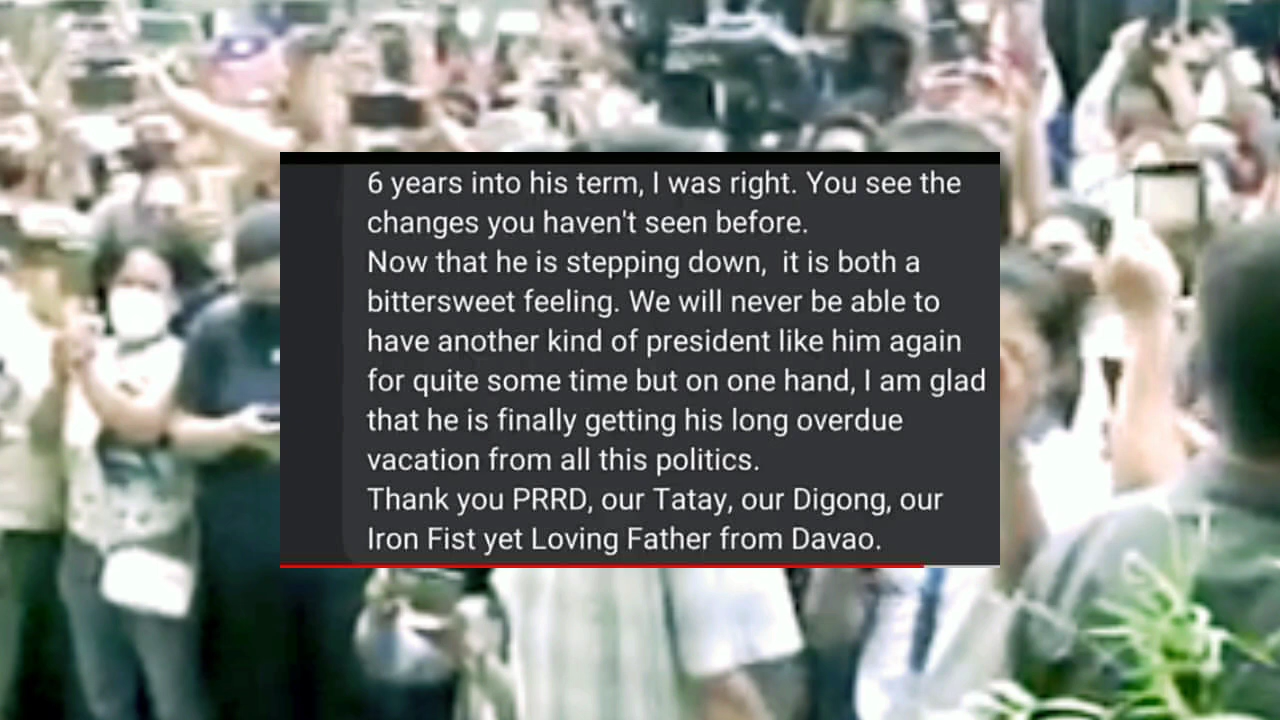 6 years into his term, I was right. You see the
changes you haven't seen before.
Now that he is stepping down,  it is both a
bittersweet feeling. We will never be able to
have another kind of president like him again
for quite some time but on one hand, I am glad
that he is finally getting his long overdue
vacation from all this politics.
Thank you PRRD, our Tatay, our Digong, our
Iron Fist yet Loving Father from Davao.